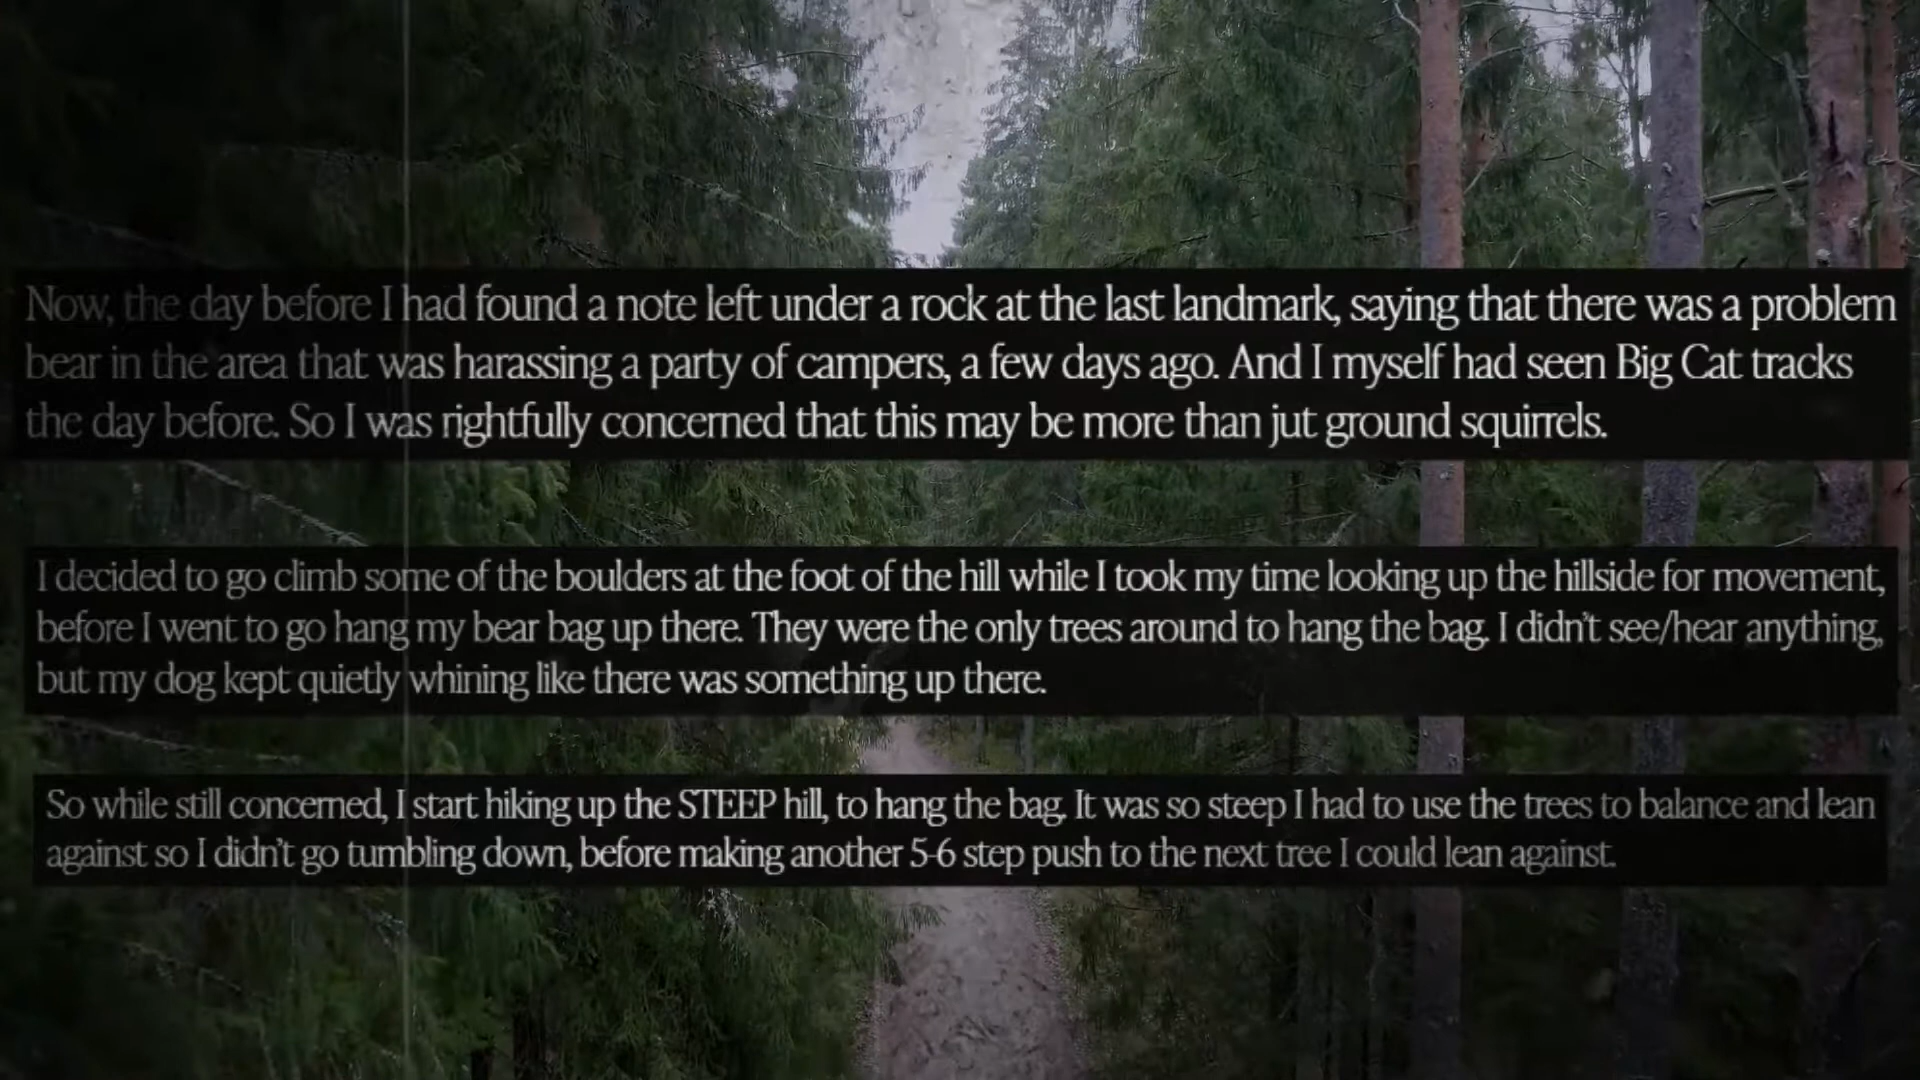 Now, the day before I had found a note left under a rock at the last landmark, saying that there was a problem
bear in the area that was harassing a party of campers, a few days ago. And I myself had seen Big Cat tracks
the day before. So I was rightfully concerned that this may be more than jut ground squirrels.
I decided to go climb some of the boulders at the foot of the hill while I took my time looking up the hillside for movement,
before I went to go hang my bear bag up there. They were the only trees around to hang the bag. I didn't see/hear anything,
but my dog kept quietly whining like there was something up there.
So while still concerned, I start hiking up the STEEP hill, to hang the bag. It was so steep I had to use the trees to balance and lean
against so I didn't go tumbling down, before making another 5-6 step push to the next tree I could lean against.